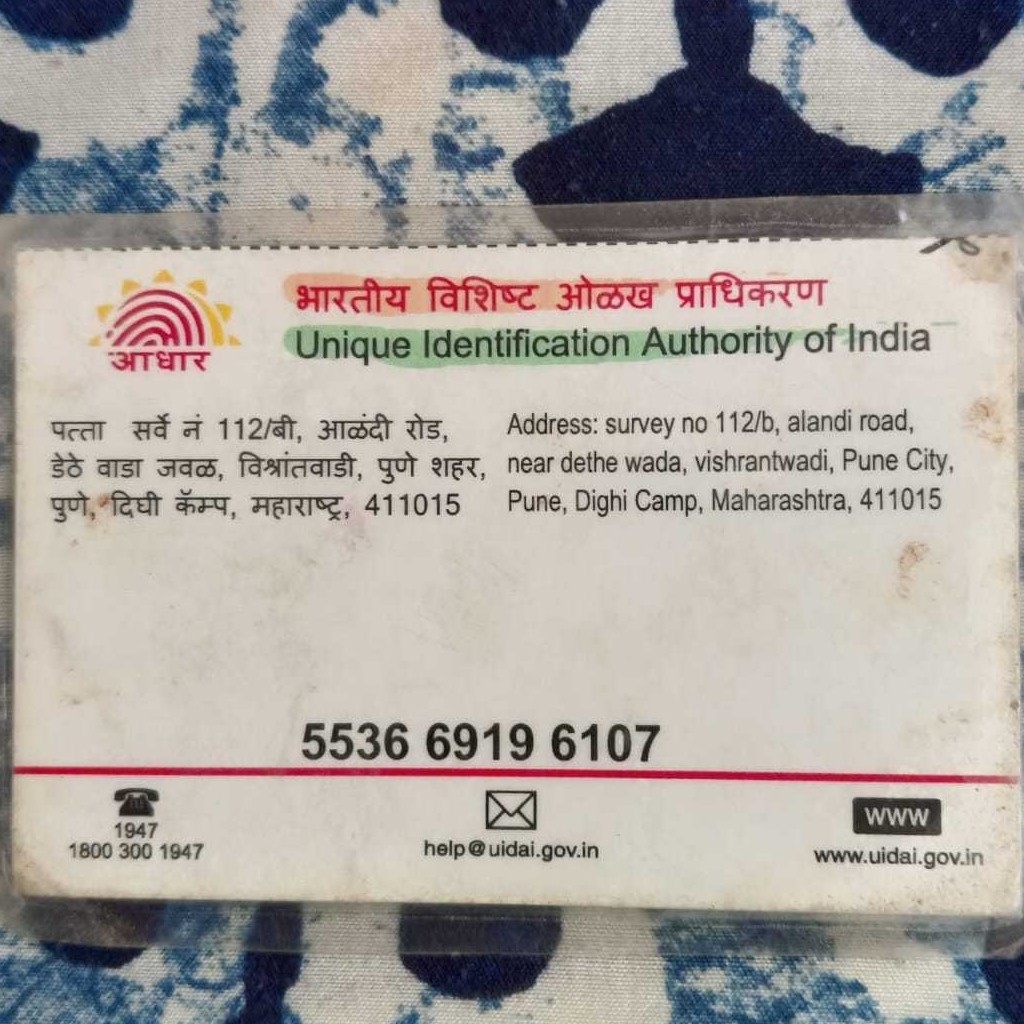 आधार
भारतीय विशिष्ट ओळख प्राधिकरण
Unique Identification Authority of India
पत्ता सर्वे नं 112/बी, आळंदी रोड,
डेठे वाडा जवळ, विश्रांतवाडी, पुणे शहर,
पुणे, दिघी कॅम्प, महाराष्ट्र, 411015
Address: survey no 112/b, alandi road,
near dethe wada, vishrantwadi, Pune City,
Pune, Dighi Camp, Maharashtra, 411015
5536 6919 6107
1947
1800 300 1947
help@uidai.gov.in
WWW
www.uidai.gov.in